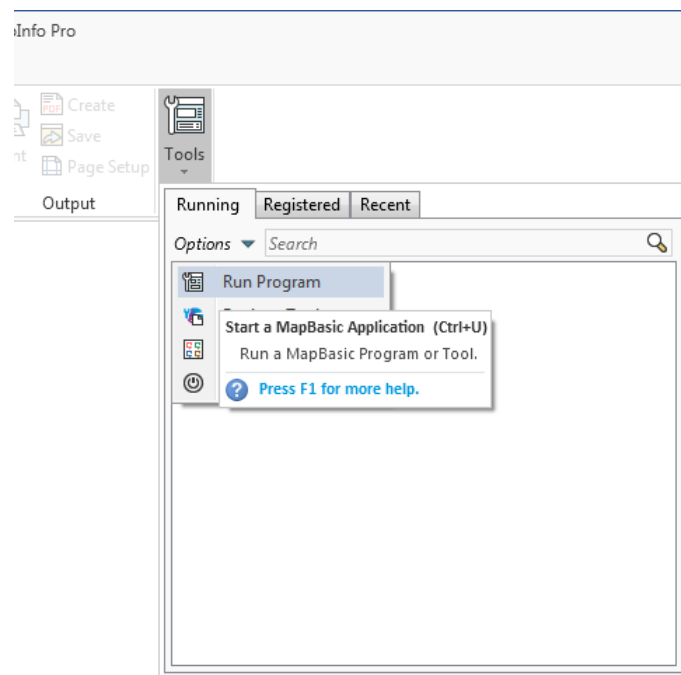 Info Pro
Create
Save
nt
Page Setup
Tools
Output
Running Registered Recent
Options Search
Run Program
Start a MapBasic Application (Ctrl+U)
Run a MapBasic Program or Tool.
Press F1 for more help.